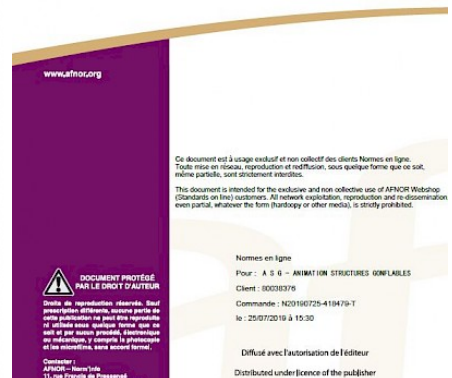 www.afnor.org
Ce document est à usage exclusif et non collectif des clients Normes en ligne.
Toute mise en réseau, reproduction et rediffusion, sous quelque forme que ce soit,
même partielle, sont strictement interdites.
This document is intended for the exclusive and non collective use of AFNOR Webshop
(Standards on line) customers. All network exploitation, reproduction and re-dissemination,
even partial, whatever the form (hardcopy or other media), is strictly prohibited.
DOCUMENT PROTÉGÉ
PAR LE DROIT D'AUTEUR
Droits de reproduction réservés. Sauf
prescription différente, aucune partie de
cette publication ne peut être reproduite
ni utilisée sous quelque forme que ce
soit et par aucun procédé, électronique
ou mécanique, y compris la photocopie
et les microfilms, sans accord formel.
Contacter :
AFNOR – Norm'Info
11, rue Francis de Pressensé
Normes en ligne
Pour : A S G - ANIMATION STRUCTURES GONFLABLES
Client : 80038376
Commande : N20190725-418479-T
le : 25/07/2019 à 15:30
Diffusé avec l'autorisation de l'éditeur
Distributed under licence of the publisher